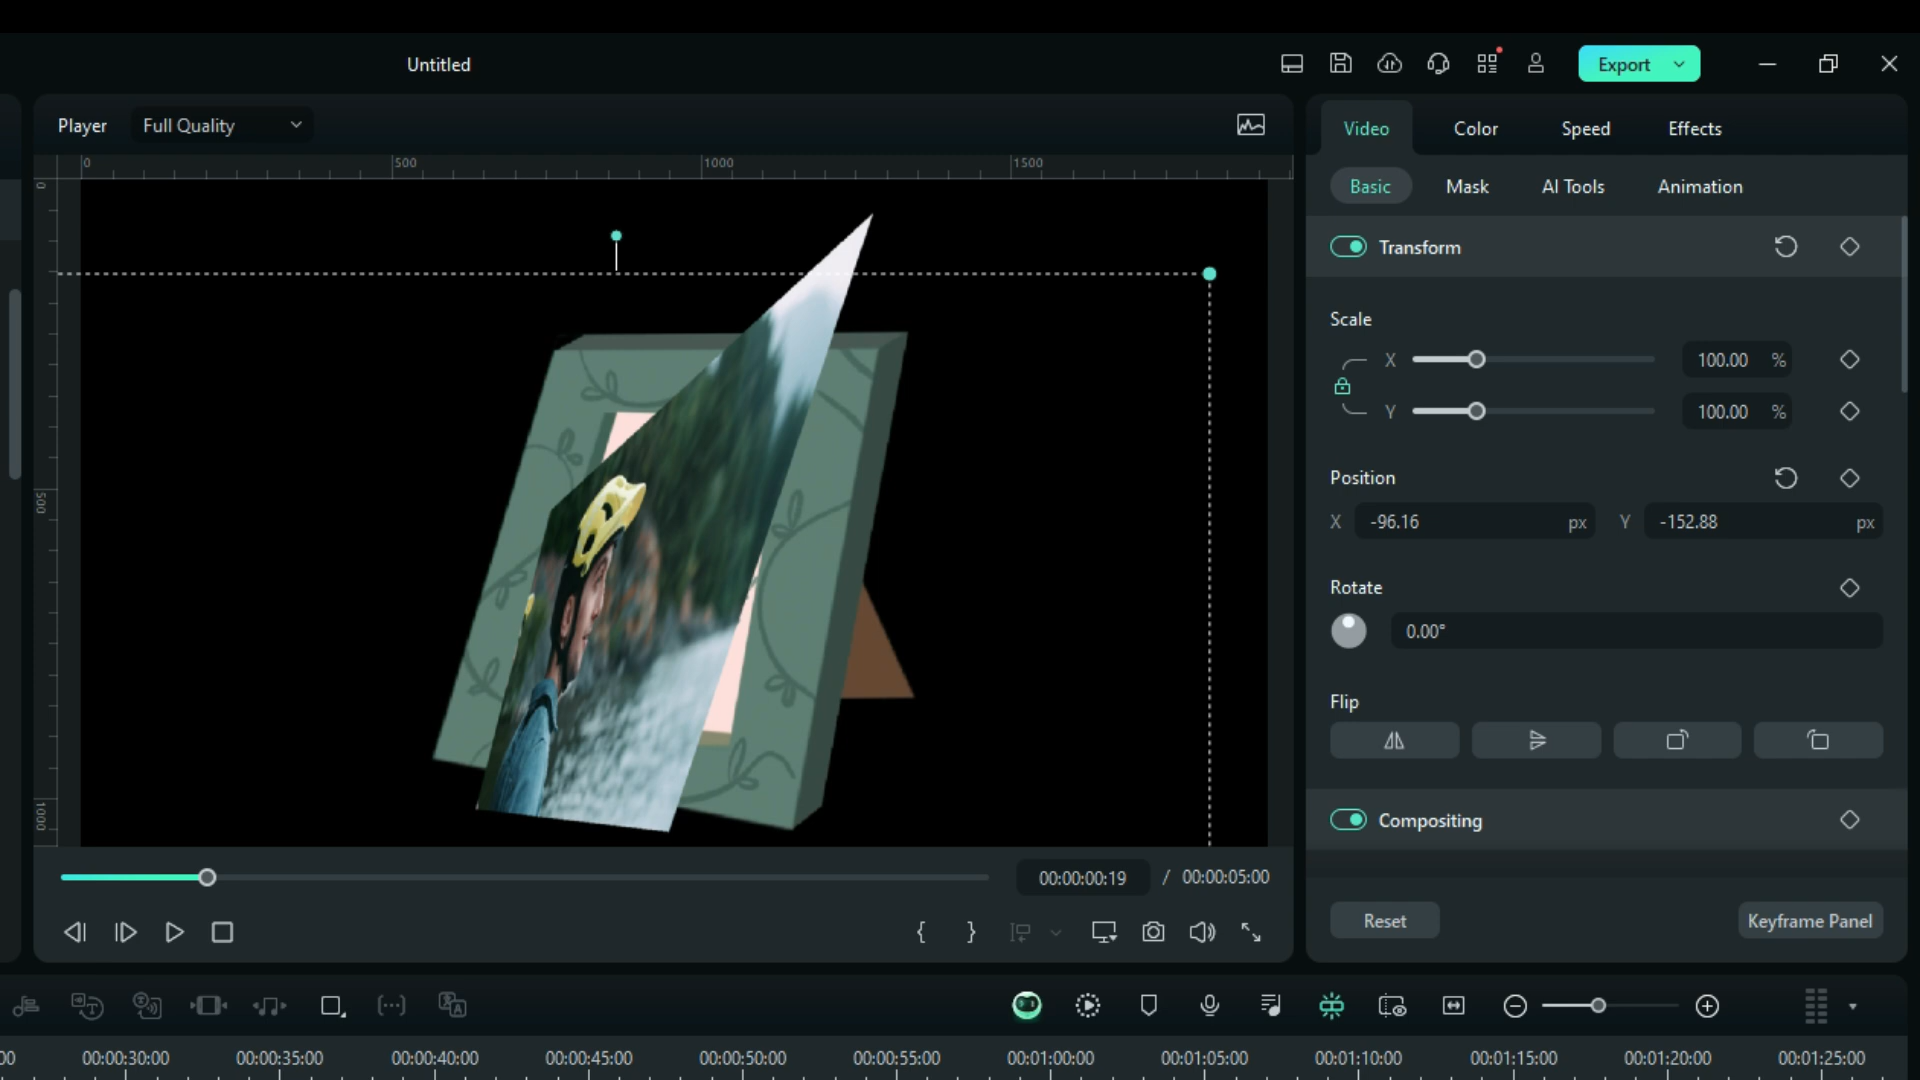 Untitled
Export
Player
Full Quality
Video
Color
Speed
Effects
0
500
1000
1500
0
500
1000
Basic
Mask
AI Tools
Animation
Transform
Scale
X
100.00 %
Y
100.00 %
Position
X -96.16 px Y -152.88 px
Rotate
0.00°
Flip
Compositing
00:00:00:19 / 00:00:05:00
Reset
Keyframe Panel
00 00:00:30:00 00:00:35:00 00:00:40:00 00:00:45:00 00:00:50:00 00:00:55:00 00:01:00:00 00:01:05:00 00:01:10:00 00:01:15:00 00:01:20:00 00:01:25:00